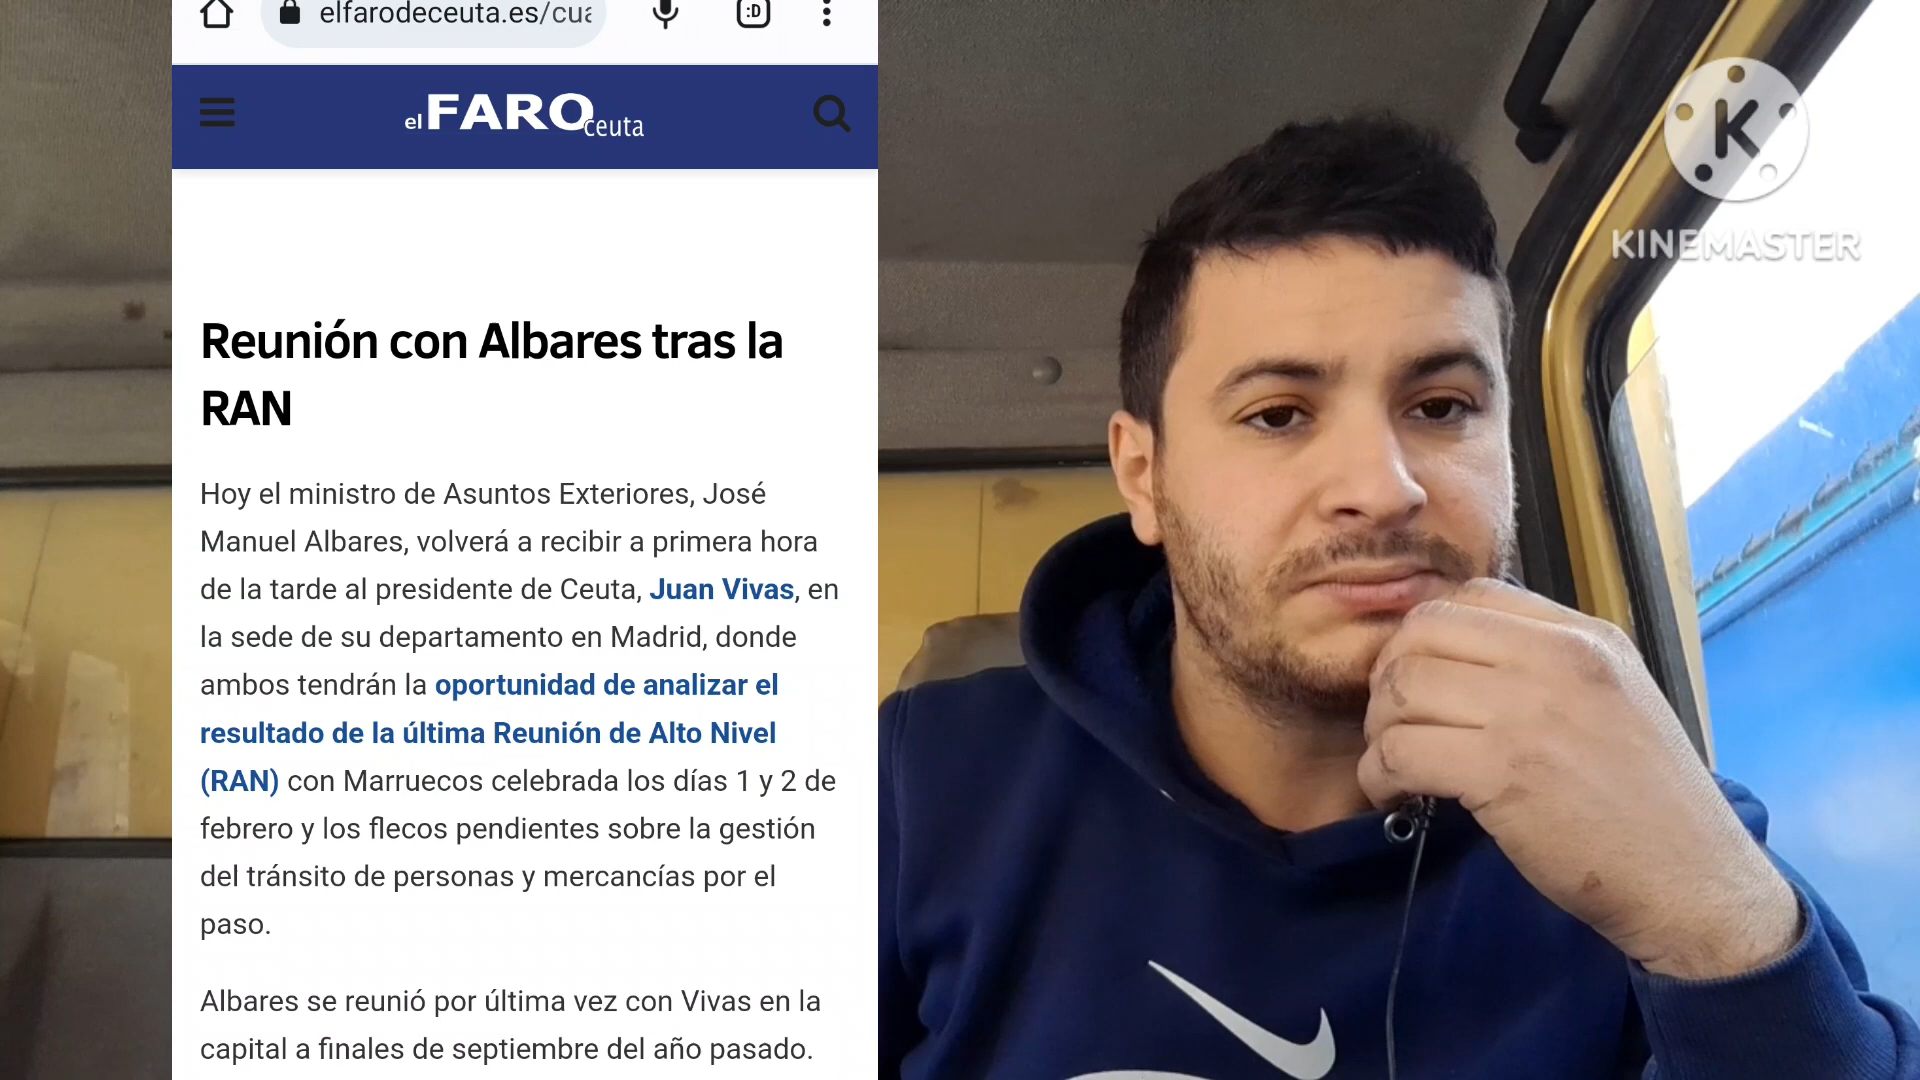 elfarodeceuta.es/cua
:D
el FARO ceuta
Reunión con Albares tras la
RAN
Hoy el ministro de Asuntos Exteriores, José
Manuel Albares, volverá a recibir a primera hora
de la tarde al presidente de Ceuta, Juan Vivas, en
la sede de su departamento en Madrid, donde
ambos tendrán la oportunidad de analizar el
resultado de la última Reunión de Alto Nivel
(RAN) con Marruecos celebrada los días 1 y 2 de
febrero y los flecos pendientes sobre la gestión
del tránsito de personas y mercancías por el
paso.
Albares se reunió por última vez con Vivas en la
capital a finales de septiembre del año pasado.
K
KINEMASTER